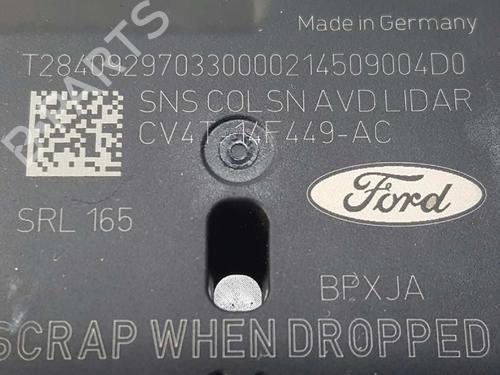 Made in Germany
T284092970330000214509004D0
SNS COLSN AVD LIDAR
CV4T-14F449-AC
Ford
SRL 165
BPXJA
SCRAP WHEN DROPPED